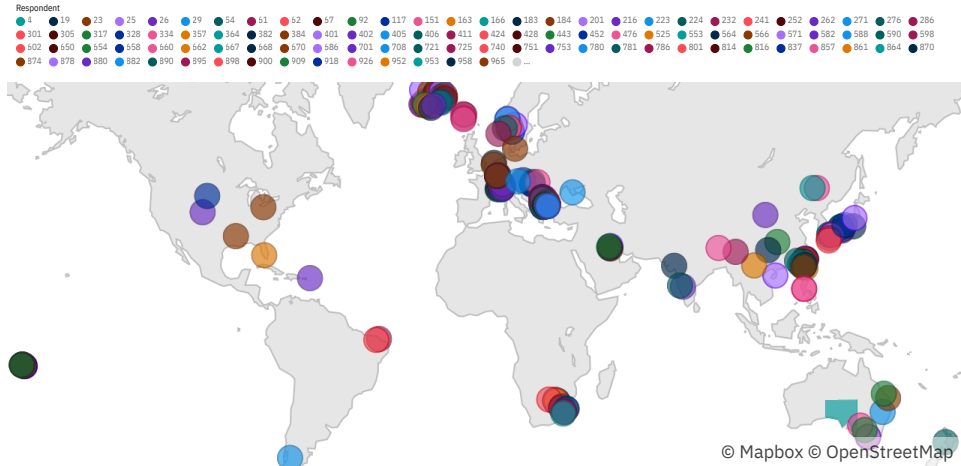 Respondent
4 19 23 25 26 29 54 61 62 67 92 117 151 163 166 183 184 201 216 223 224 232 241 252 262 271 276 286
301 305 317 328 334 357 364 382 384 401 402 405 406 411 424 428 443 452 476 525 553 564 566 571 582 588 590 598
602 650 654 658 660 662 667 668 670 686 701 708 721 725 740 751 753 780 781 786 801 814 816 837 857 861 864 870
874 878 880 882 890 895 898 900 909 918 926 952 953 958 965 ...
© Mapbox © OpenStreetMap